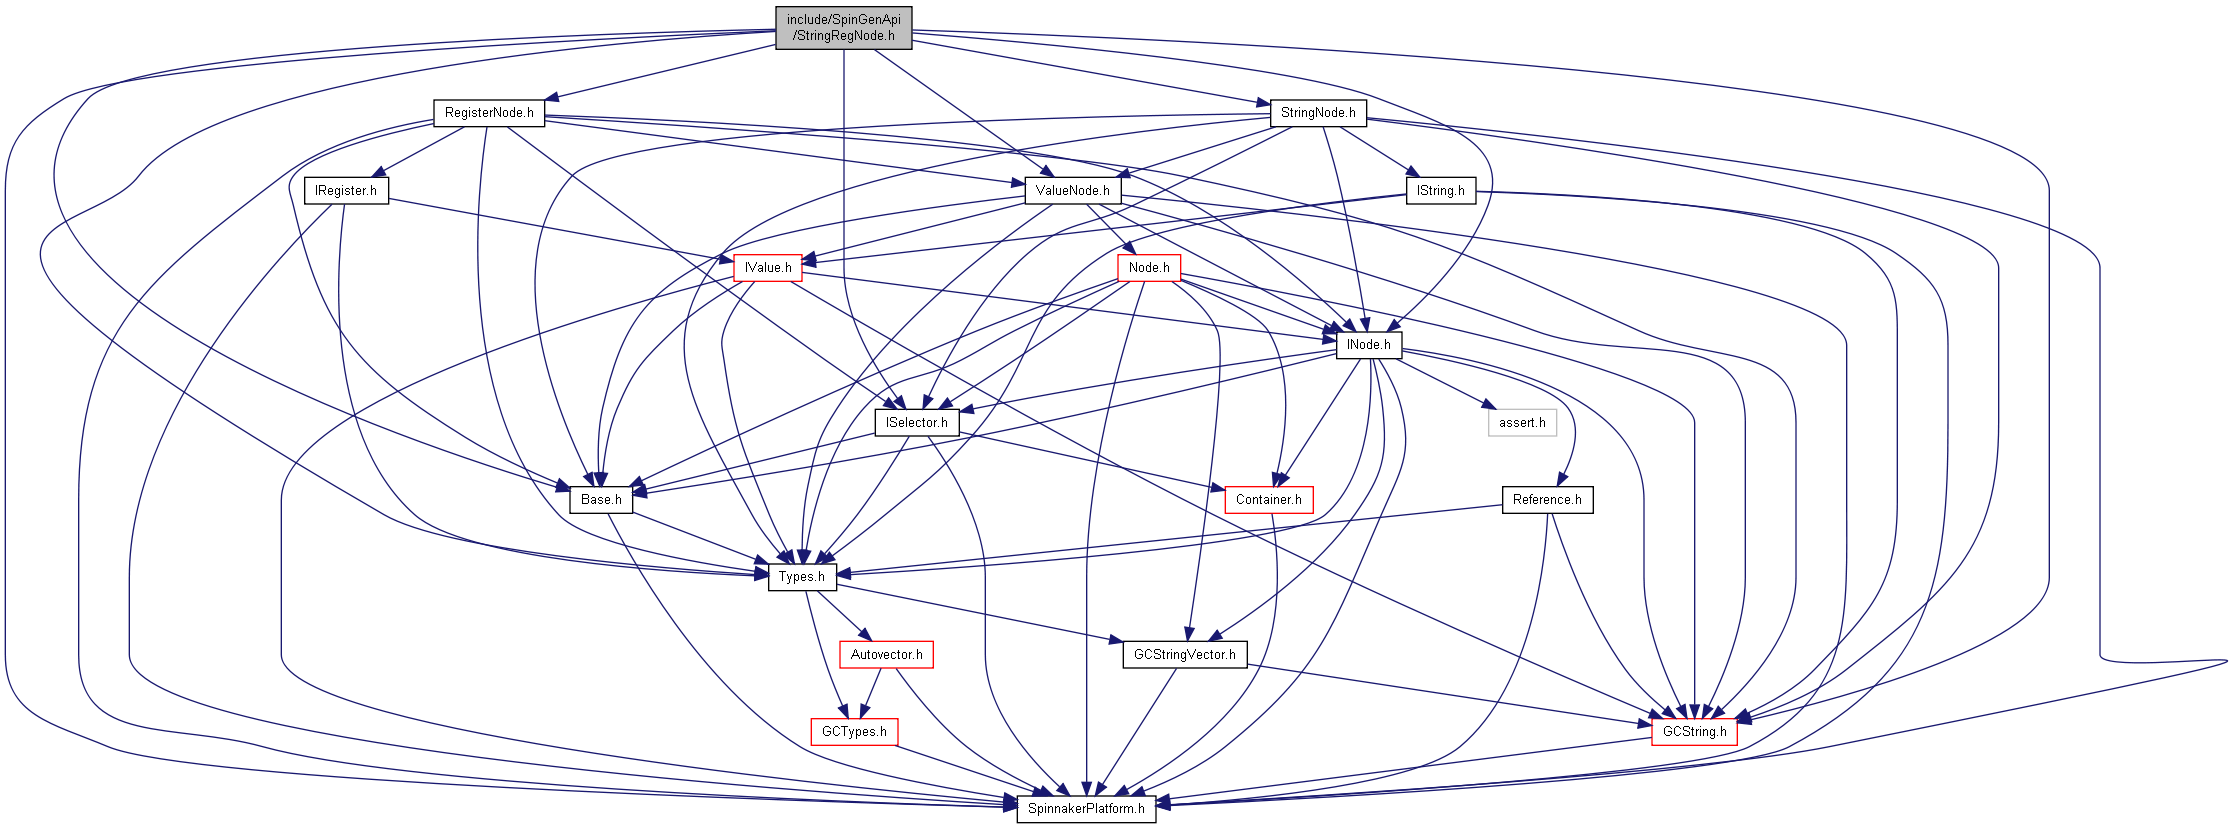 include/SpinGenApi
/StringRegNode.h
RegisterNode.h
StringNode.h
IRegister.h
ValueNode.h
IString.h
IValue.h
Node.h
INode.h
ISelector.h
assert.h
Base.h
Container.h
Reference.h
Types.h
Autovector.h
GCStringVector.h
GCTypes.h
GCString.h
SpinnakerPlatform.h